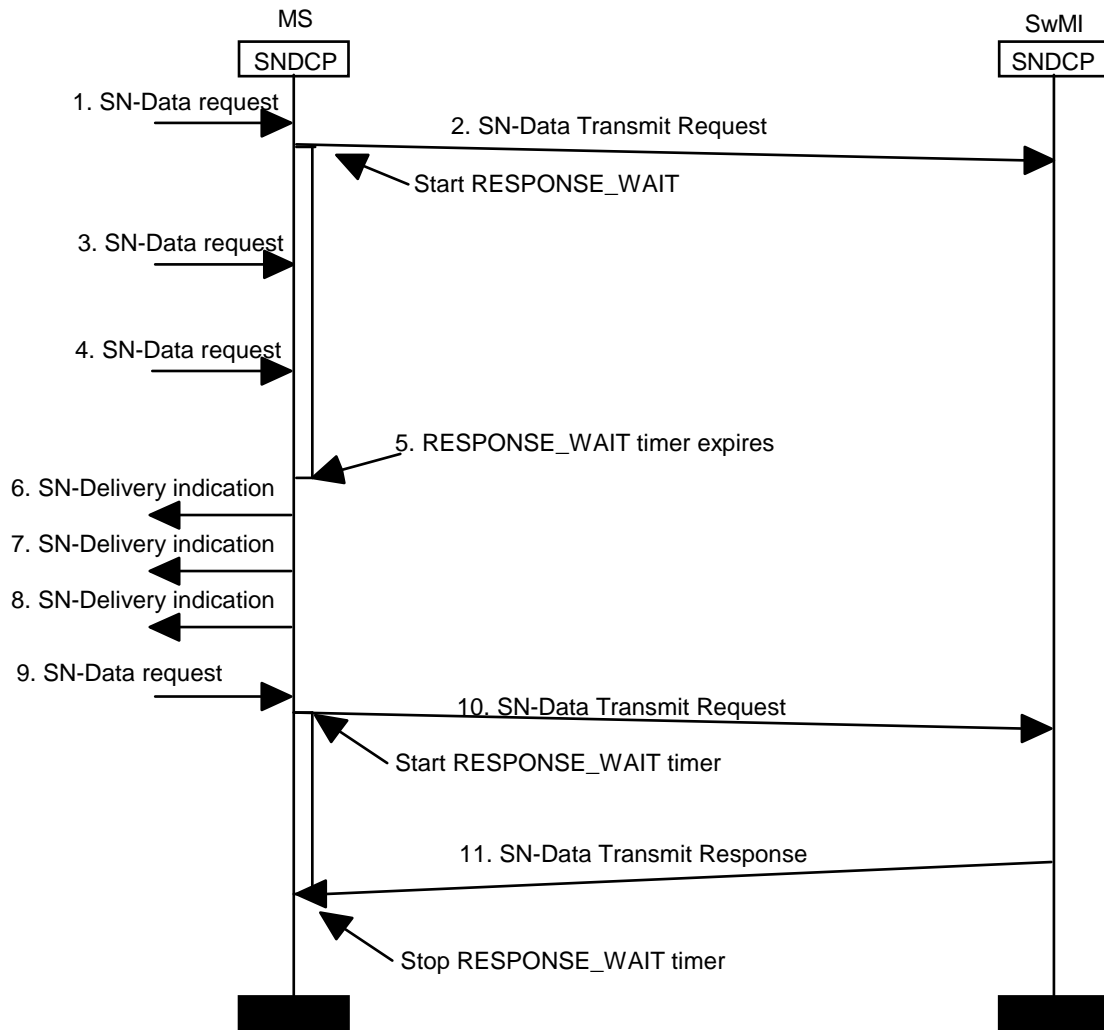 MS
SwMI
SNDCP
SNDCP
1. SN-Data request
2. SN-Data Transmit Request
Start RESPONSE_WAIT
3. SN-Data request
4. SN-Data request
5. RESPONSE_WAIT timer expires
6. SN-Delivery indication
7. SN-Delivery indication
8. SN-Delivery indication
9. SN-Data request
10. SN-Data Transmit Request
Start RESPONSE_WAIT timer
11. SN-Data Transmit Response
Stop RESPONSE_WAIT timer